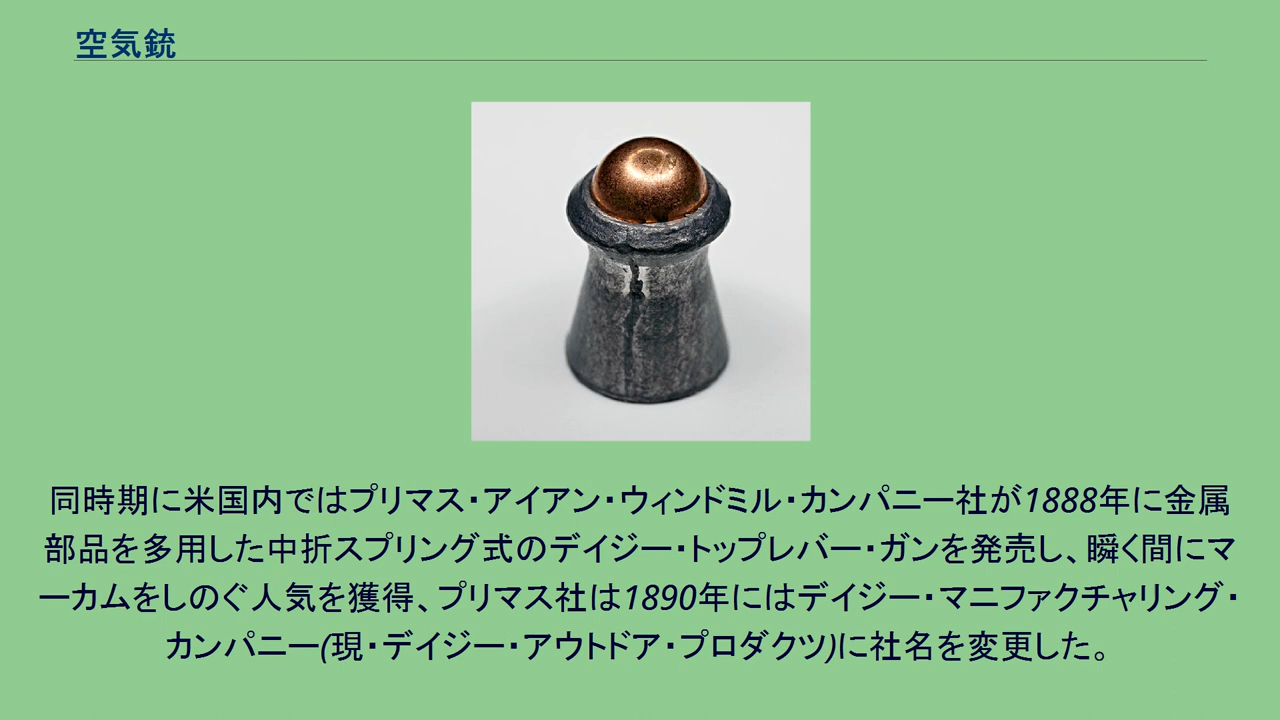 空気銃
同時期に米国内ではプリマス・アイアン・ウィンドミル・カンパニー社が1888年に金属
部品を多用した中折スプリング式のデイジー・トップレバー・ガンを発売し、瞬く間にマ
ーカムをしのぐ人気を獲得、プリマス社は1890年にはデイジー・マニファクチャリング・
カンパニー(現・デイジー・アウトドア・プロダクツ)に社名を変更した。